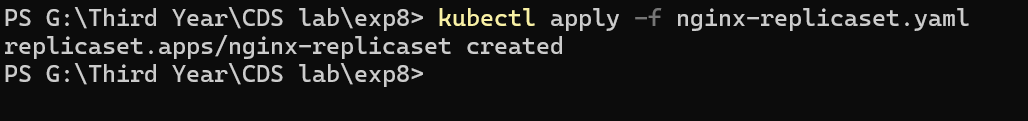 PS G:\Third Year\CDS lab\exp8> kubectl apply -f nginx-replicaset.yaml
replicaset.apps/nginx-replicaset created
PS G:\Third Year\CDS lab\exp8>